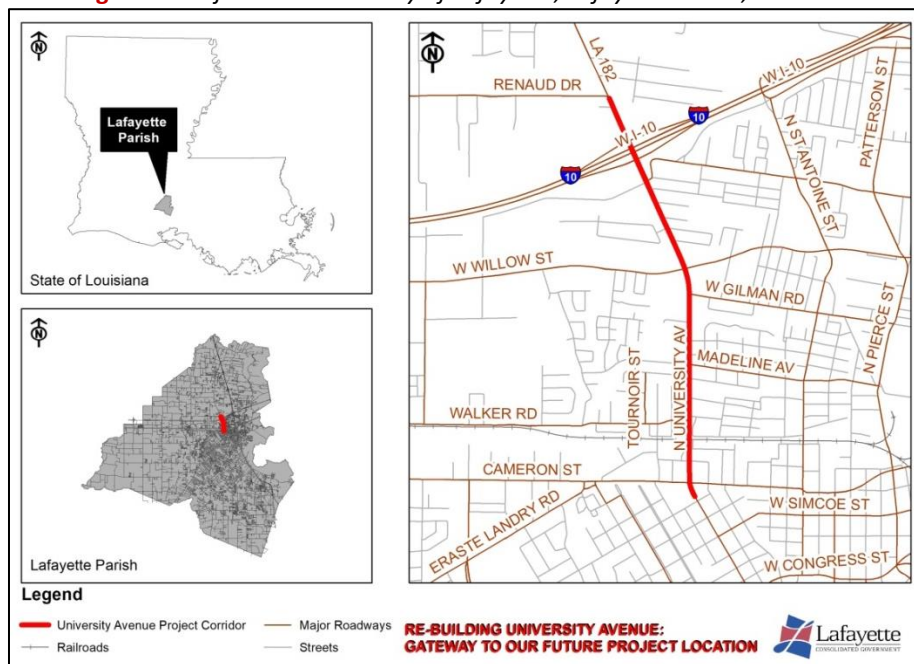 N
Lafayette
Parish
State of Louisiana
N
Lafayette Parish
N
LA 182
RENAUD DR
W I-10
W I-10
10
10
N ST ANTOINE ST
PATTERSON ST
W WILLOW ST
W GILMAN RD
N PIERCE ST
TOURNOIR ST
N UNIVERSITY AV
MADELINE AV
WALKER RD
CAMERON ST
ERASTE LANDRY RD
W SIMCOE ST
W CONGRESS ST
Legend
University Avenue Project Corridor
Major Roadways
Railroads
Streets
RE-BUILDING UNIVERSITY AVENUE:
GATEWAY TO OUR FUTURE PROJECT LOCATION
Lafayette
CONSOLIDATED GOVERNMENT